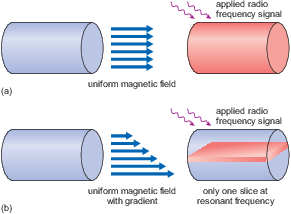 applied radio
frequency signal
uniform magnetic field
(a)
applied radio
frequency signal
uniform magnetic field
with gradient
only one slice at
resonant frequency
(b)